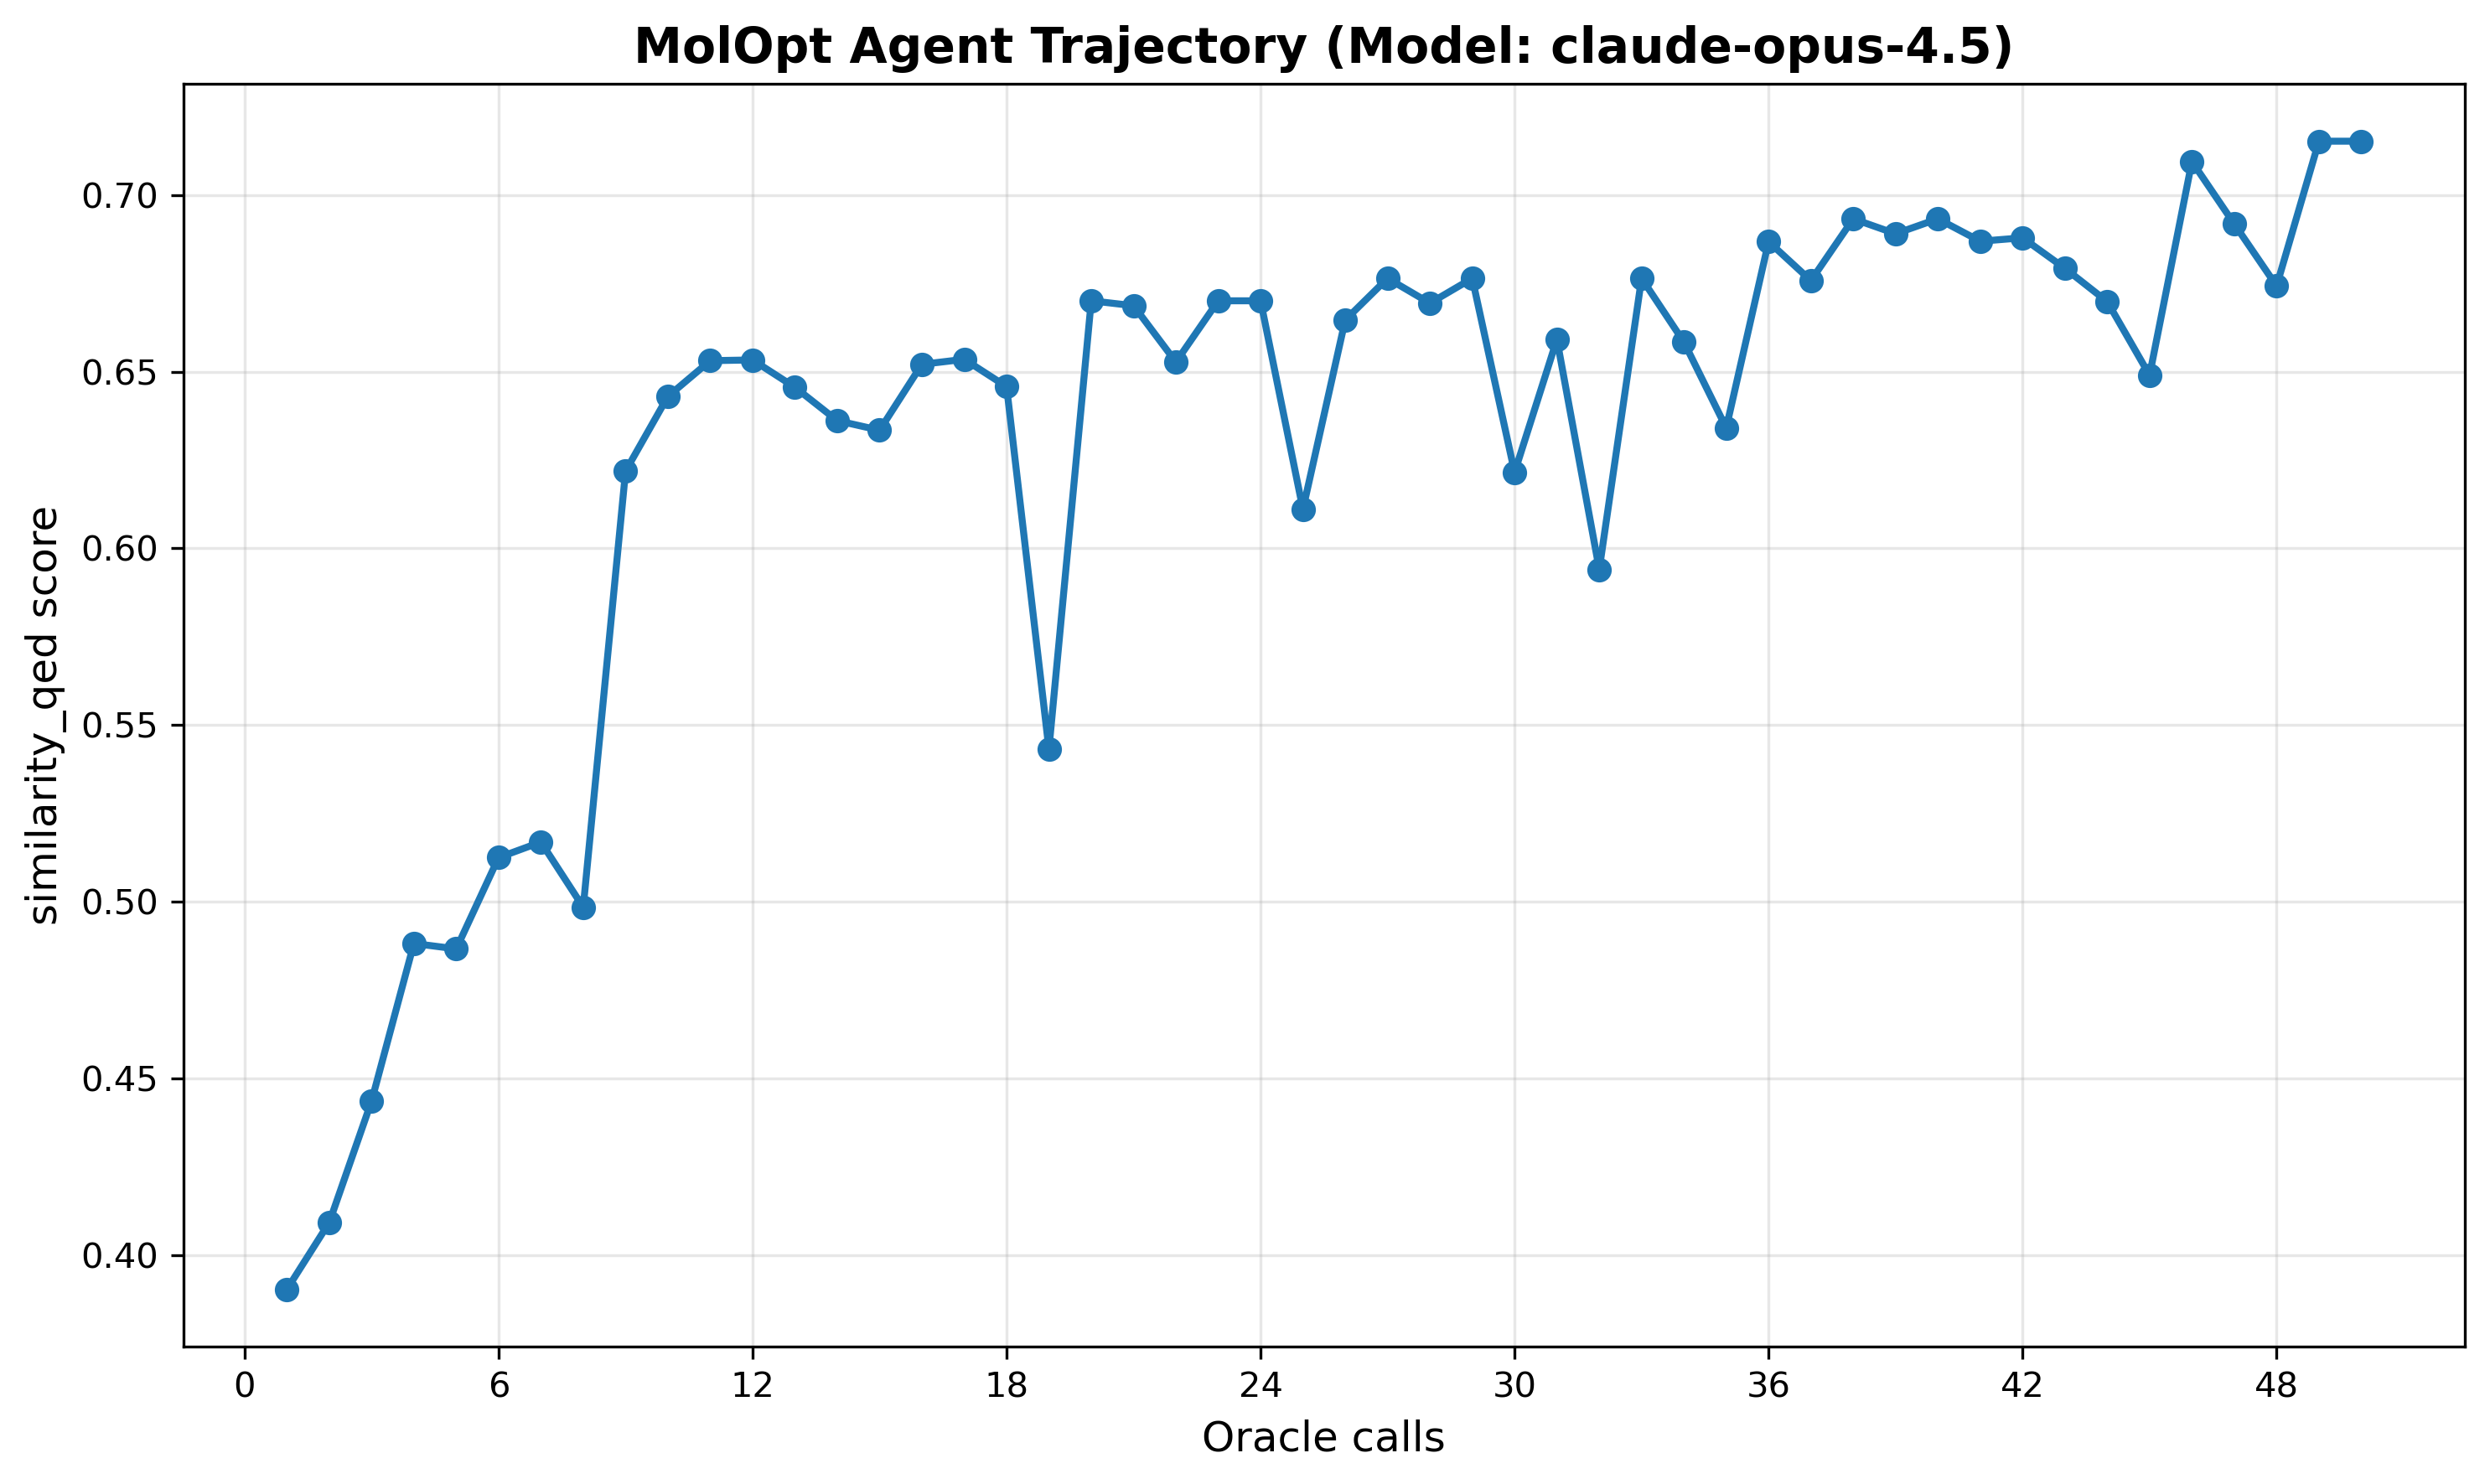 MolOpt Agent Trajectory (Model: claude-opus-4.5)
similarity_qed score
0.70
0.65
0.60
0.55
0.50
0.45
0.40
0 6 12 18 24 30 36 42 48
Oracle calls